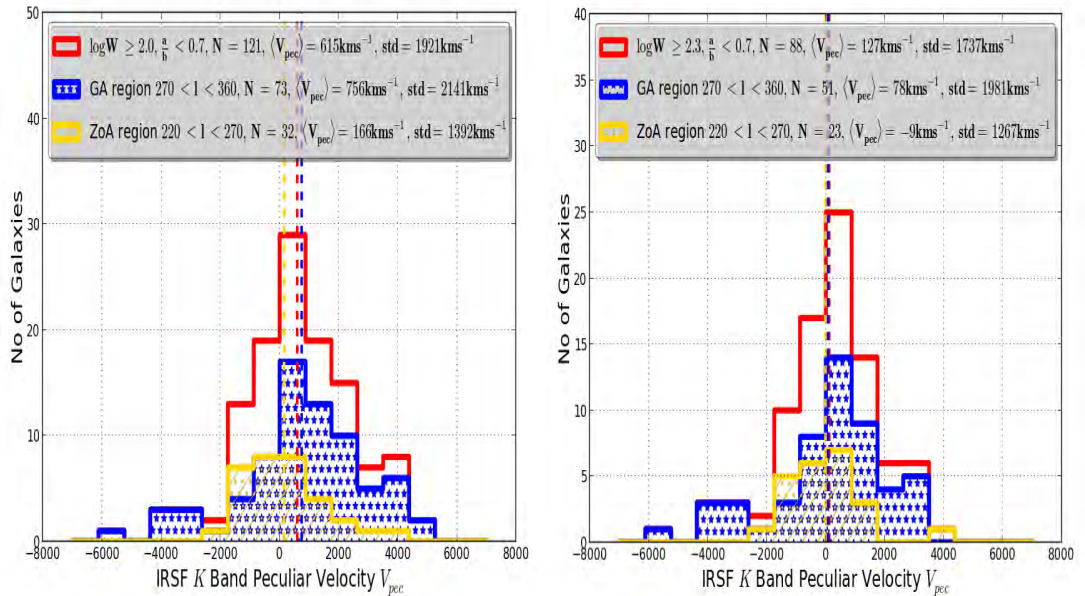 50
40
30
20
10
0
No of Galaxies
logW ≥ 2.0, a/b < 0.7, N = 121, ⟨V_pec⟩ = 615kms⁻¹, std = 1921kms⁻¹
GA region 270 < l < 360, N = 73, ⟨V_pec⟩ = 756kms⁻¹, std = 2141kms⁻¹
ZoA region 220 < l < 270, N = 32, ⟨V_pec⟩ = 166kms⁻¹, std = 1392kms⁻¹
−8000 −6000 −4000 −2000 0 2000 4000 6000 8000
IRSF K Band Peculiar Velocity V_pec
40
35
30
25
20
15
10
5
0
No of Galaxies
logW ≥ 2.3, a/b < 0.7, N = 88, ⟨V_pec⟩ = 127kms⁻¹, std = 1737kms⁻¹
GA region 270 < l < 360, N = 51, ⟨V_pec⟩ = 78kms⁻¹, std = 1981kms⁻¹
ZoA region 220 < l < 270, N = 23, ⟨V_pec⟩ = −9kms⁻¹, std = 1267kms⁻¹
−8000 −6000 −4000 −2000 0 2000 4000 6000 8000
IRSF K Band Peculiar Velocity V_pec